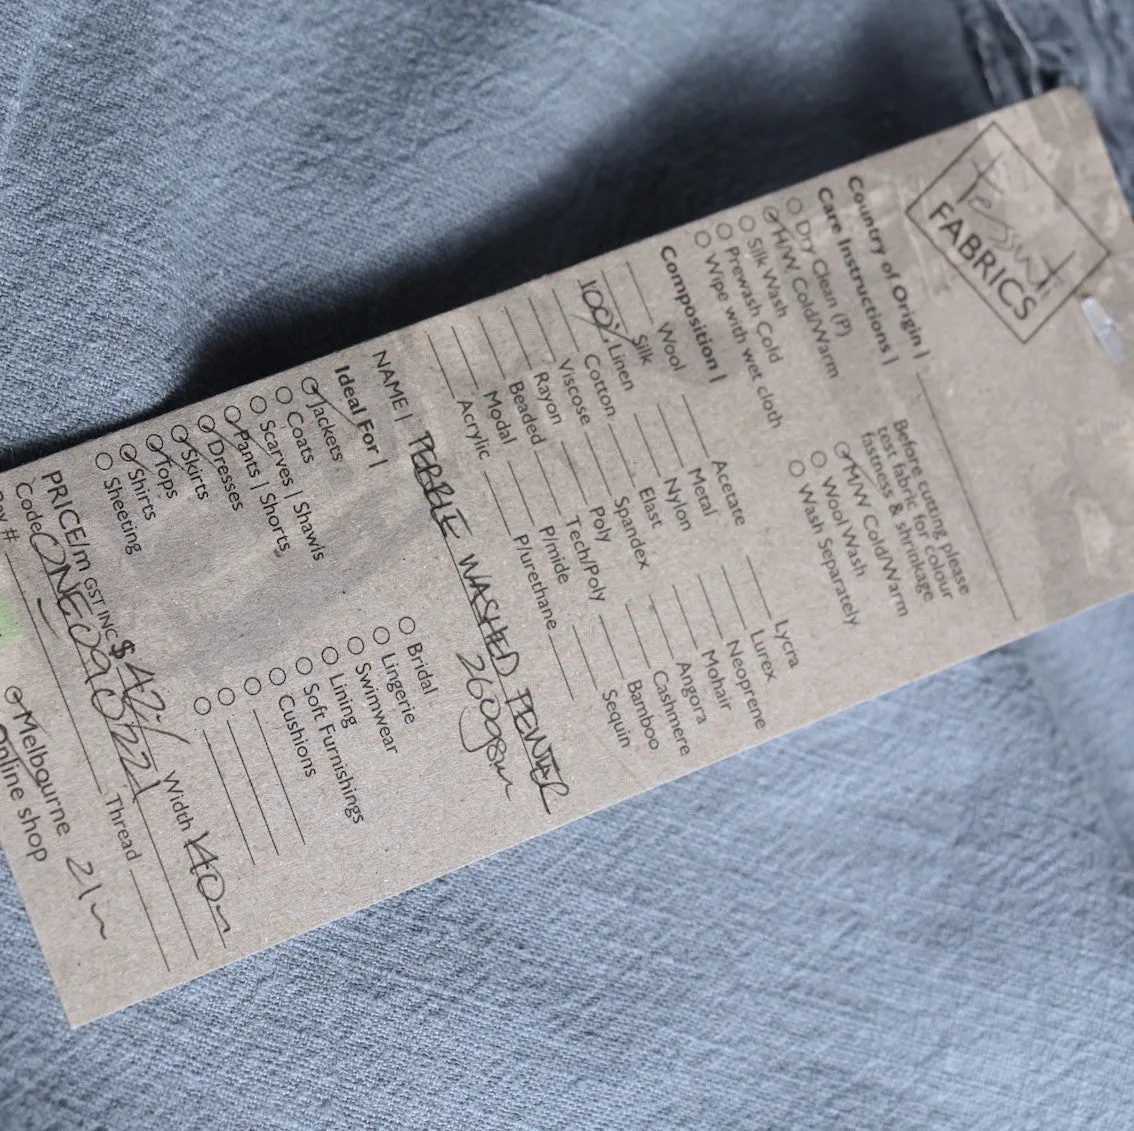 Tessuti
FABRICS
Country of Origin |
Care Instructions |
Dry Clean (P)
H/W Cold/Warm
Silk Wash
Prewash Cold
Wipe with wet cloth
Before cutting please
test fabric for colour
fastness & shrinkage
M/W Cold/Warm
Wool Wash
Wash Separately
Composition |
Wool
Silk
100% Linen
Cotton
Viscose
Rayon
Beaded
Modal
Acrylic
Acetate
Metal
Nylon
Elast
Spandex
Poly
Tech/Poly
P/mide
P/urethane
Lycra
Lurex
Neoprene
Mohair
Angora
Cashmere
Bamboo
Sequin
NAME | PEBBLE WASHED PEWTER
260gsm
Ideal For |
Jackets
Coats
Scarves | Shawls
Pants | Shorts
Dresses
Skirts
Tops
Shirts
Sheeting
Bridal
Lingerie
Swimwear
Lining
Soft Furnishings
Cushions
PRICE/m GST INC $42/ Width 140m
Code Thread
#
Melbourne 21m
Online shop